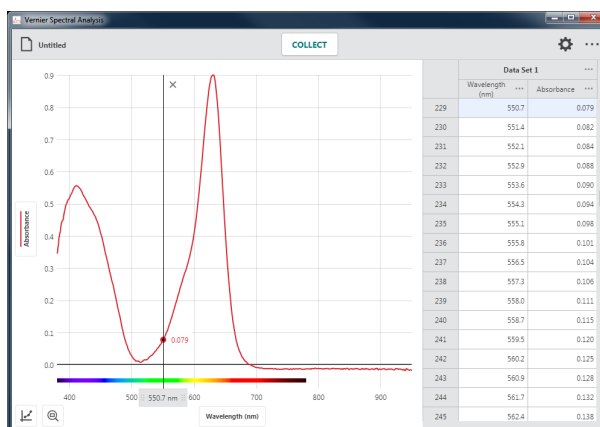 Vernier Spectral Analysis
Untitled
COLLECT
Data Set 1
Wavelength (nm) Absorbance
229 550.7 0.079
230 551.4 0.082
231 552.1 0.084
232 552.9 0.088
233 553.6 0.090
234 554.3 0.094
235 555.1 0.098
236 555.8 0.101
237 556.5 0.104
238 557.3 0.106
239 558.0 0.111
240 558.7 0.115
241 559.5 0.120
242 560.2 0.125
243 560.9 0.128
244 561.7 0.132
245 562.4 0.138
Absorbance
0.9
0.8
0.7
0.6
0.5
0.4
0.3
0.2
0.1
0.0
0.079
400 500 600 700 800 900
550.7 nm
Wavelength (nm)